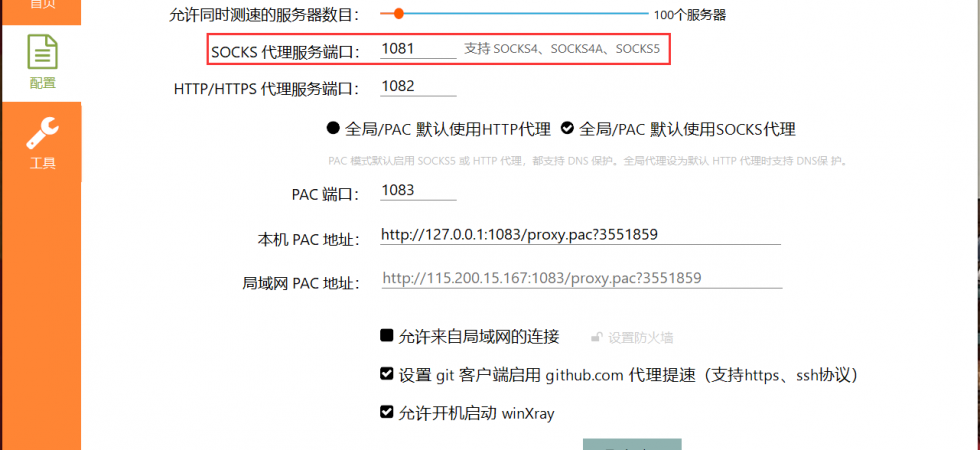 首页
配置
工具
允许同时测速的服务器数目： 100个服务器
SOCKS 代理服务端口： 1081 支持 SOCKS4、SOCKS4A、SOCKS5
HTTP/HTTPS 代理服务端口： 1082
全局/PAC 默认使用HTTP代理 全局/PAC 默认使用SOCKS代理
PAC 模式默认启用 SOCKS5 或 HTTP 代理，都支持 DNS 保护。全局代理设为默认 HTTP 代理时支持 DNS保 护。
PAC 端口： 1083
本机 PAC 地址： http://127.0.0.1:1083/proxy.pac?3551859
局域网 PAC 地址： http://115.200.15.167:1083/proxy.pac?3551859
允许来自局域网的连接 设置防火墙
设置 git 客户端启用 github.com 代理提速（支持https、ssh协议）
允许开机启动 winXray